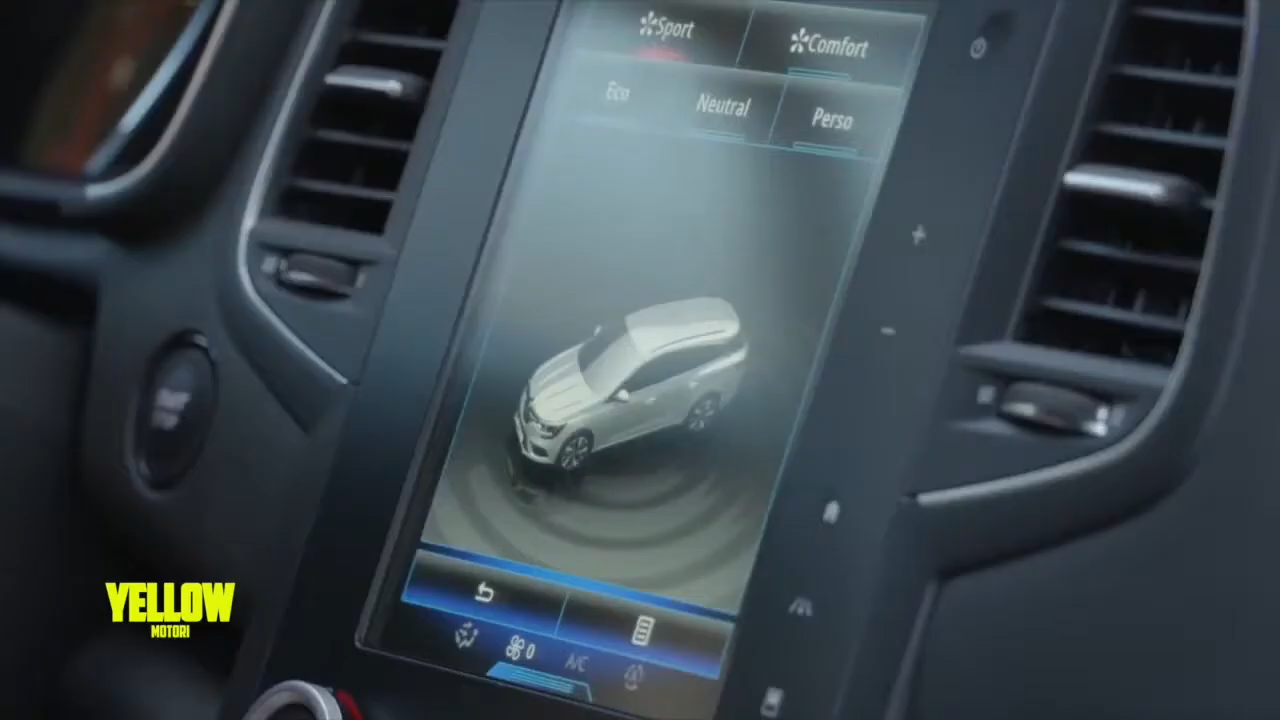 Sport
Comfort
Eco
Neutral
Perso
+
-
0
A/C
YELLOW
MOTORI